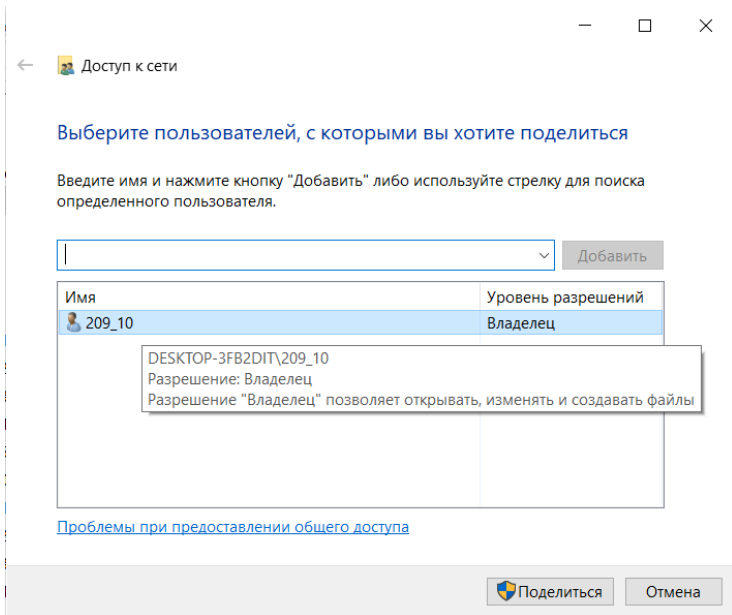 Доступ к сети
Выберите пользователей, с которыми вы хотите поделиться
Введите имя и нажмите кнопку "Добавить" либо используйте стрелку для поиска
определенного пользователя.
Добавить
Имя Уровень разрешений
209_10 Владелец
DESKTOP-3FB2DIT\209_10
Разрешение: Владелец
Разрешение "Владелец" позволяет открывать, изменять и создавать файлы
Проблемы при предоставлении общего доступа
Поделиться Отмена